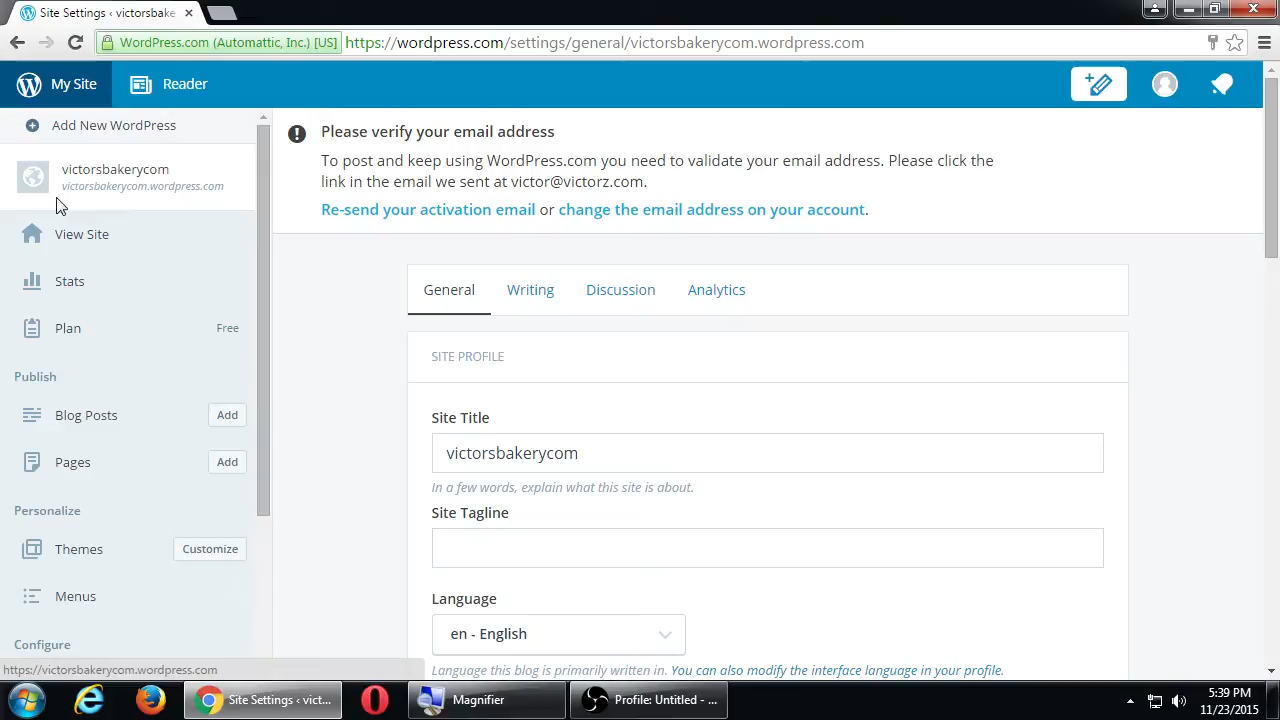 Site Settings ‹ victorsbake
WordPress.com (Automattic, Inc.) [US]
https://wordpress.com/settings/general/victorsbakerycom.wordpress.com
My Site
Reader
Add New WordPress
victorsbakerycom
victorsbakerycom.wordpress.com
View Site
Stats
Plan
Free
Publish
Blog Posts
Add
Pages
Add
Personalize
Themes
Customize
Menus
Configure
https://victorsbakerycom.wordpress.com
Please verify your email address
To post and keep using WordPress.com you need to validate your email address. Please click the
link in the email we sent at victor@victorz.com.
Re-send your activation email or change the email address on your account.
General
Writing
Discussion
Analytics
SITE PROFILE
Site Title
victorsbakerycom
In a few words, explain what this site is about.
Site Tagline
Language
en - English
Language this blog is primarily written in. You can also modify the interface language in your profile.
Site Settings ‹ vict...
Magnifier
Profile: Untitled - ...
5:39 PM
11/23/2015